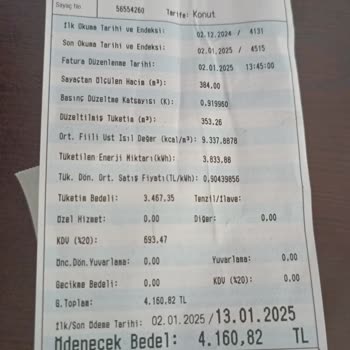 Sayaç No 56554260 Tarife: Konut
İlk Okuma Tarihi ve Endeksi: 02.12.2024 / 4131
Son Okuma Tarihi ve Endeksi: 02.01.2025 / 4515
Fatura Düzenlenme Tarihi: 02.01.2025 13:45:00
Sayaçtan Ölçülen Hacim (m³): 384.00
Basınç Düzeltme Katsayısı (K): 0.919960
Düzeltilmiş Tüketim (m³): 353.26
Ort. Fiili Üst Isıl Değer (kcal/m³): 9.337.8878
Tüketilen Enerji Miktarı(kWh): 3.833.88
Tük. Dön. Ort. Satış Fiyatı(TL/kWh): 0.90439856
Tüketim Bedeli: 3.467.35 Tenzil/İlave:
Özel Hizmet: 0.00 Diğer: 0.00
KDV (%20): 693.47
Önc.Dön.Yuvarlama: 0.00 Yuvarlama: 0.00
Gecikme Bedeli: 0.00 KDV (%20): 0.00
G.Toplam: 4.160.82 TL
İlk/Son Ödeme Tarihi: 02.01.2025 /13.01.2025
Ödenecek Bedel: 4.160,82 TL